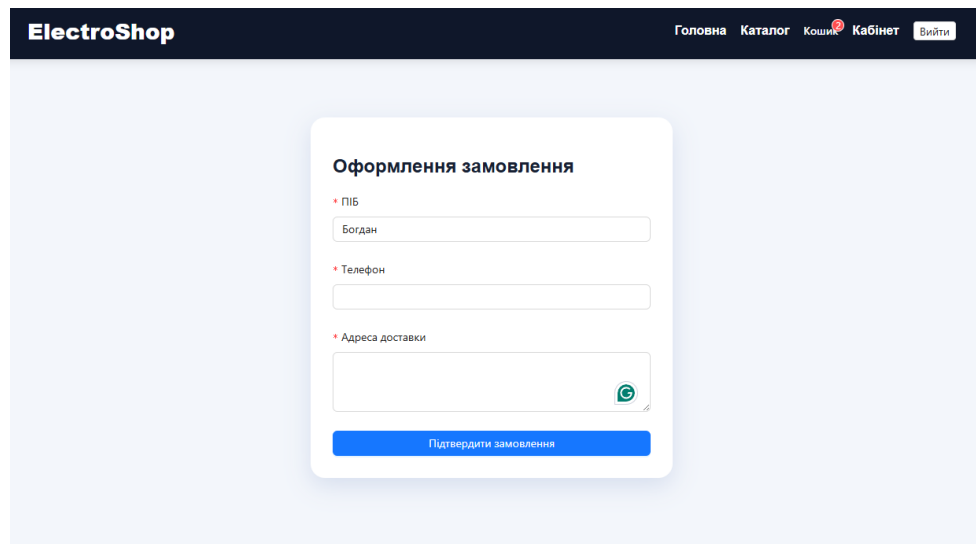 ElectroShop
Головна Каталог Кошик 2 Кабінет Вийти
Оформлення замовлення
* ПІБ
Богдан
* Телефон
* Адреса доставки
Підтвердити замовлення